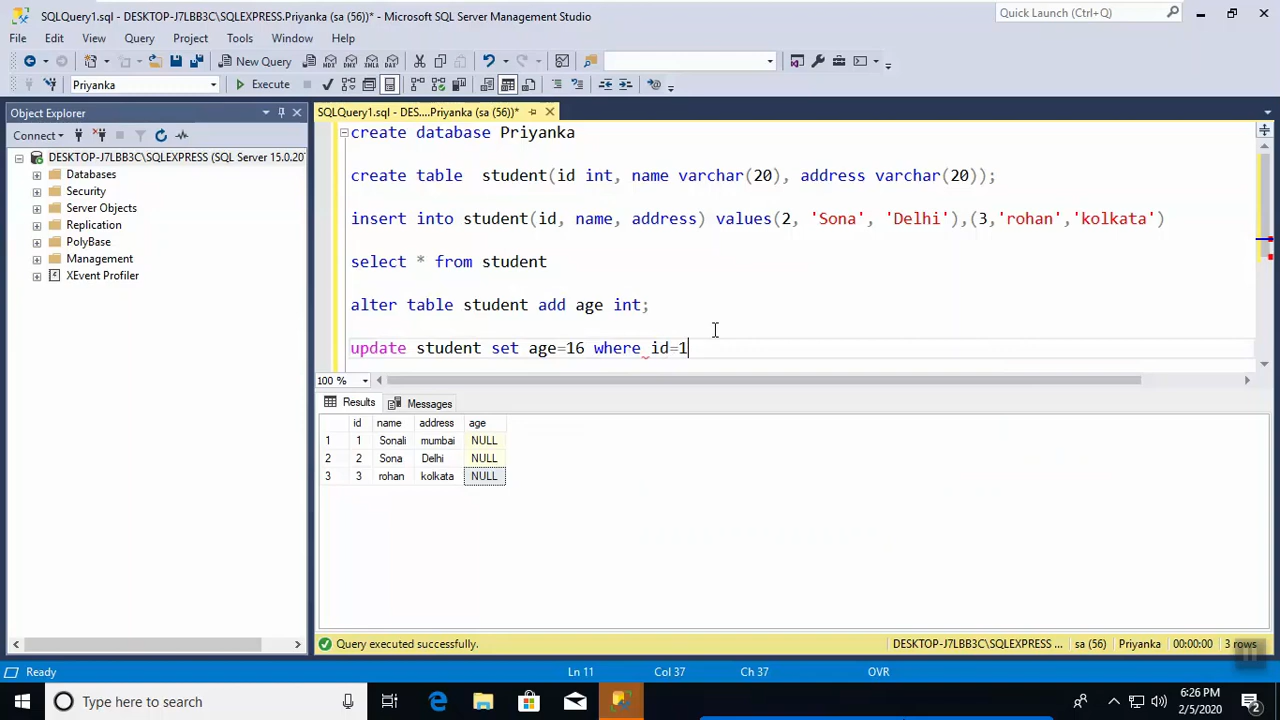 SQLQuery1.sql - DESKTOP-J7LBB3C\SQLEXPRESS.Priyanka (sa (56))* - Microsoft SQL Server Management Studio
Quick Launch (Ctrl+Q)
File Edit View Query Project Tools Window Help
New Query
Priyanka
Execute
Object Explorer
SQLQuery1.sql - DES....Priyanka (sa (56))*
Connect
DESKTOP-J7LBB3C\SQLEXPRESS (SQL Server 15.0.20
Databases
Security
Server Objects
Replication
PolyBase
Management
XEvent Profiler
create database Priyanka
create table  student(id int, name varchar(20), address varchar(20));
insert into student(id, name, address) values(2, 'Sona', 'Delhi'),(3,'rohan','kolkata')
select * from student
alter table student add age int;
update student set age=16 where id=1
100 %
Results Messages
id name address age
1 1 Sonali mumbai NULL
2 2 Sona Delhi NULL
3 3 rohan kolkata NULL
Query executed successfully.
DESKTOP-J7LBB3C\SQLEXPRESS ... sa (56) Priyanka 00:00:00 3 rows
Ready
Ln 11 Col 37 Ch 37 OVR
Type here to search
6:26 PM
2/5/2020
2